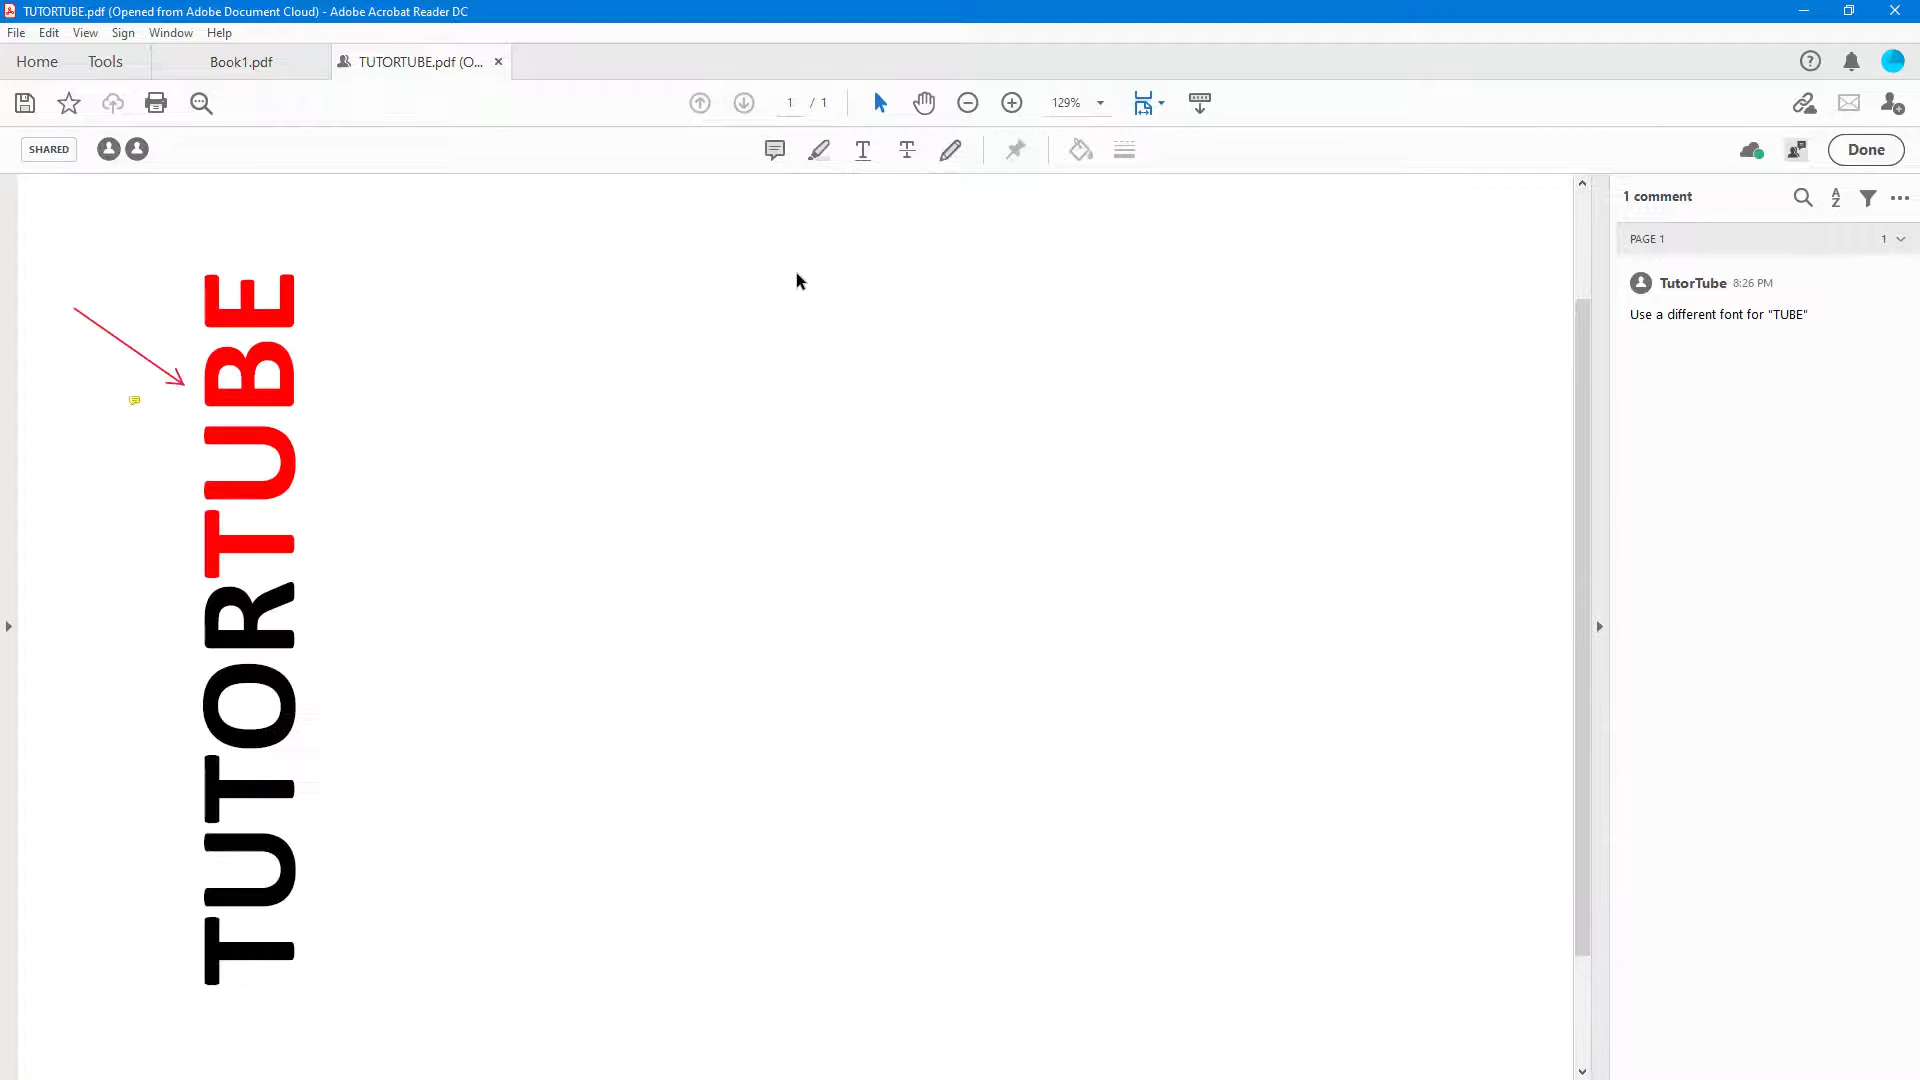 TUTORTUBE.pdf (Opened from Adobe Document Cloud) - Adobe Acrobat Reader DC
File Edit View Sign Window Help
Home Tools Book1.pdf TUTORTUBE.pdf (O... ×
1 / 1 129%
SHARED Done
1 comment
PAGE 1 1
TutorTube 8:26 PM
Use a different font for "TUBE"
TUTORTUBE